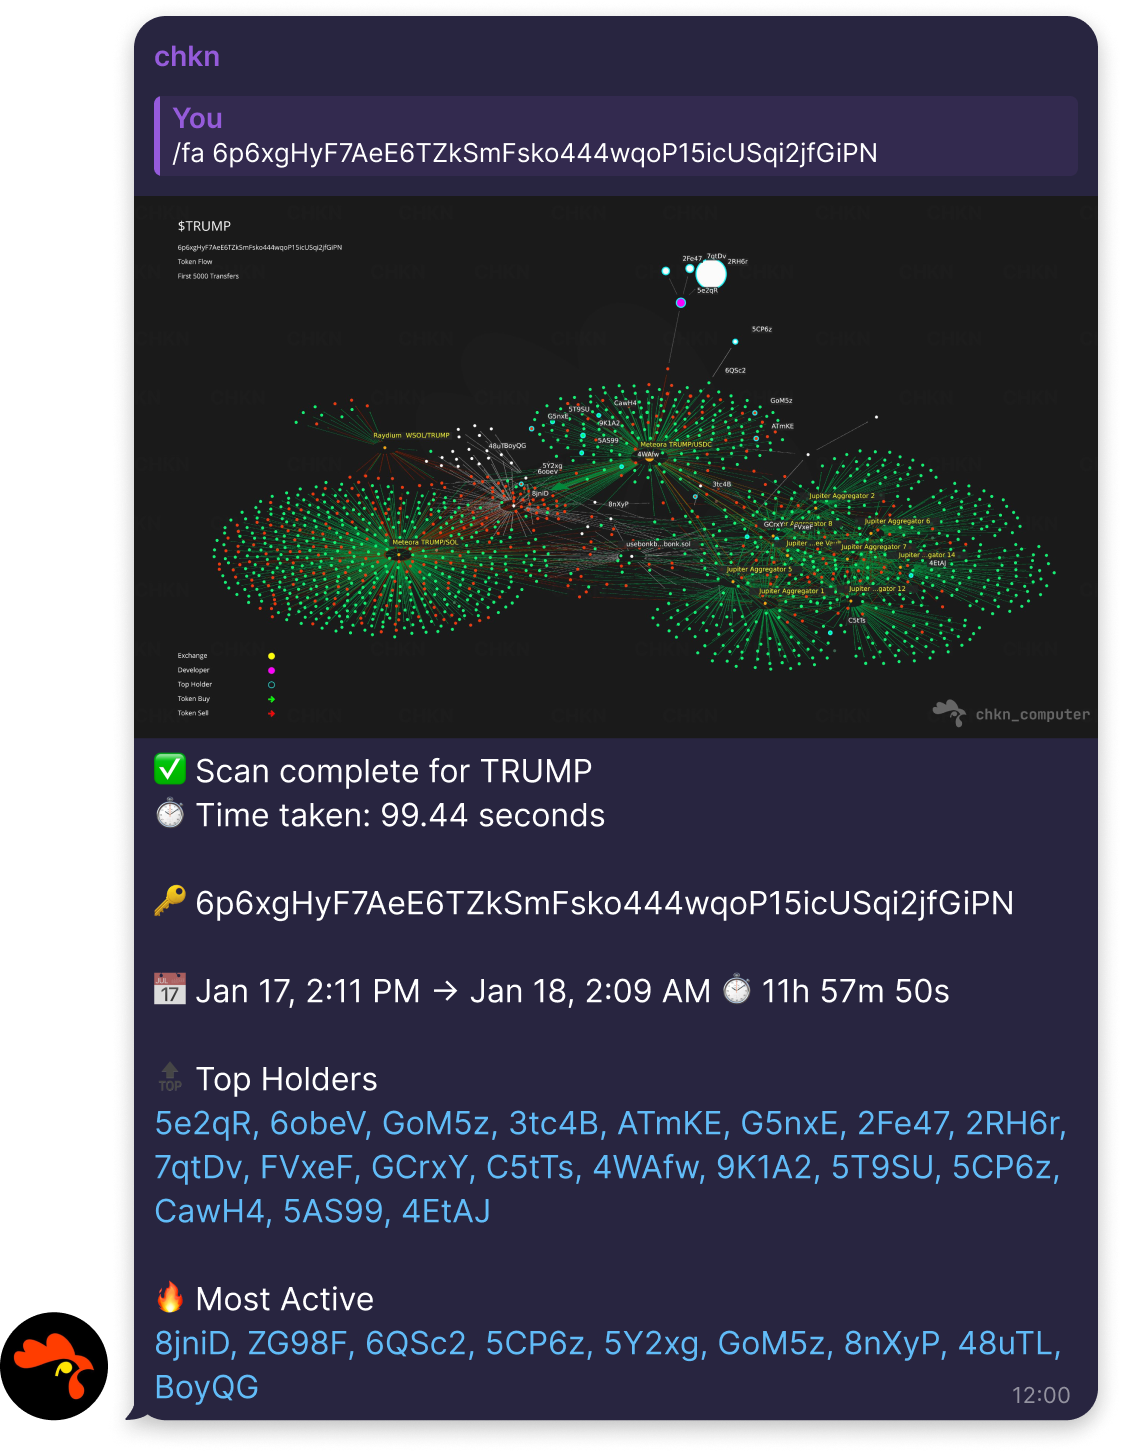 chkn
You
/fa 6p6xgHyF7AeE6TZkSmFsko444wqoP15icUSqi2jfGiPN
$TRUMP
6p6xgHyF7AeE6TZkSmFsko444wqoP15icUSqi2jfGiPN
Token Flow
First 5000 Transfers
2Fe47
7qtDv
2RH6r
5e2qR
5CP6z
6QSc2
GoM5z
CawH4
5T9SU
G5nxE
9K1A2
ATmKE
Raydium WSOL/TRUMP
5AS99
Meteora TRUMP/USDC
48uTBoyQG
4WAfw
5Y2xg
6obeV
3tc4B
8jniD
Jupiter Aggregator 2
8nXyP
GCrxY
Aggregator 8
FVxeF
Jupiter Aggregator 6
Meteora TRUMP/SOL
usebonkb...bonk.sol
Jupiter ...ee V
Jupiter Aggregator 7
Jupiter ...gator 14
4EtAJ
Jupiter Aggregator 5
Jupiter Aggregator 1
Jupiter ...gator 12
C5tTs
Exchange
Developer
Top Holder
Token Buy
Token Sell
chkn_computer
Scan complete for TRUMP
Time taken: 99.44 seconds
6p6xgHyF7AeE6TZkSmFsko444wqoP15icUSqi2jfGiPN
Jan 17, 2:11 PM → Jan 18, 2:09 AM 11h 57m 50s
Top Holders
5e2qR, 6obeV, GoM5z, 3tc4B, ATmKE, G5nxE, 2Fe47, 2RH6r,
7qtDv, FVxeF, GCrxY, C5tTs, 4WAfw, 9K1A2, 5T9SU, 5CP6z,
CawH4, 5AS99, 4EtAJ
Most Active
8jniD, ZG98F, 6QSc2, 5CP6z, 5Y2xg, GoM5z, 8nXyP, 48uTL,
BoyQG
12:00